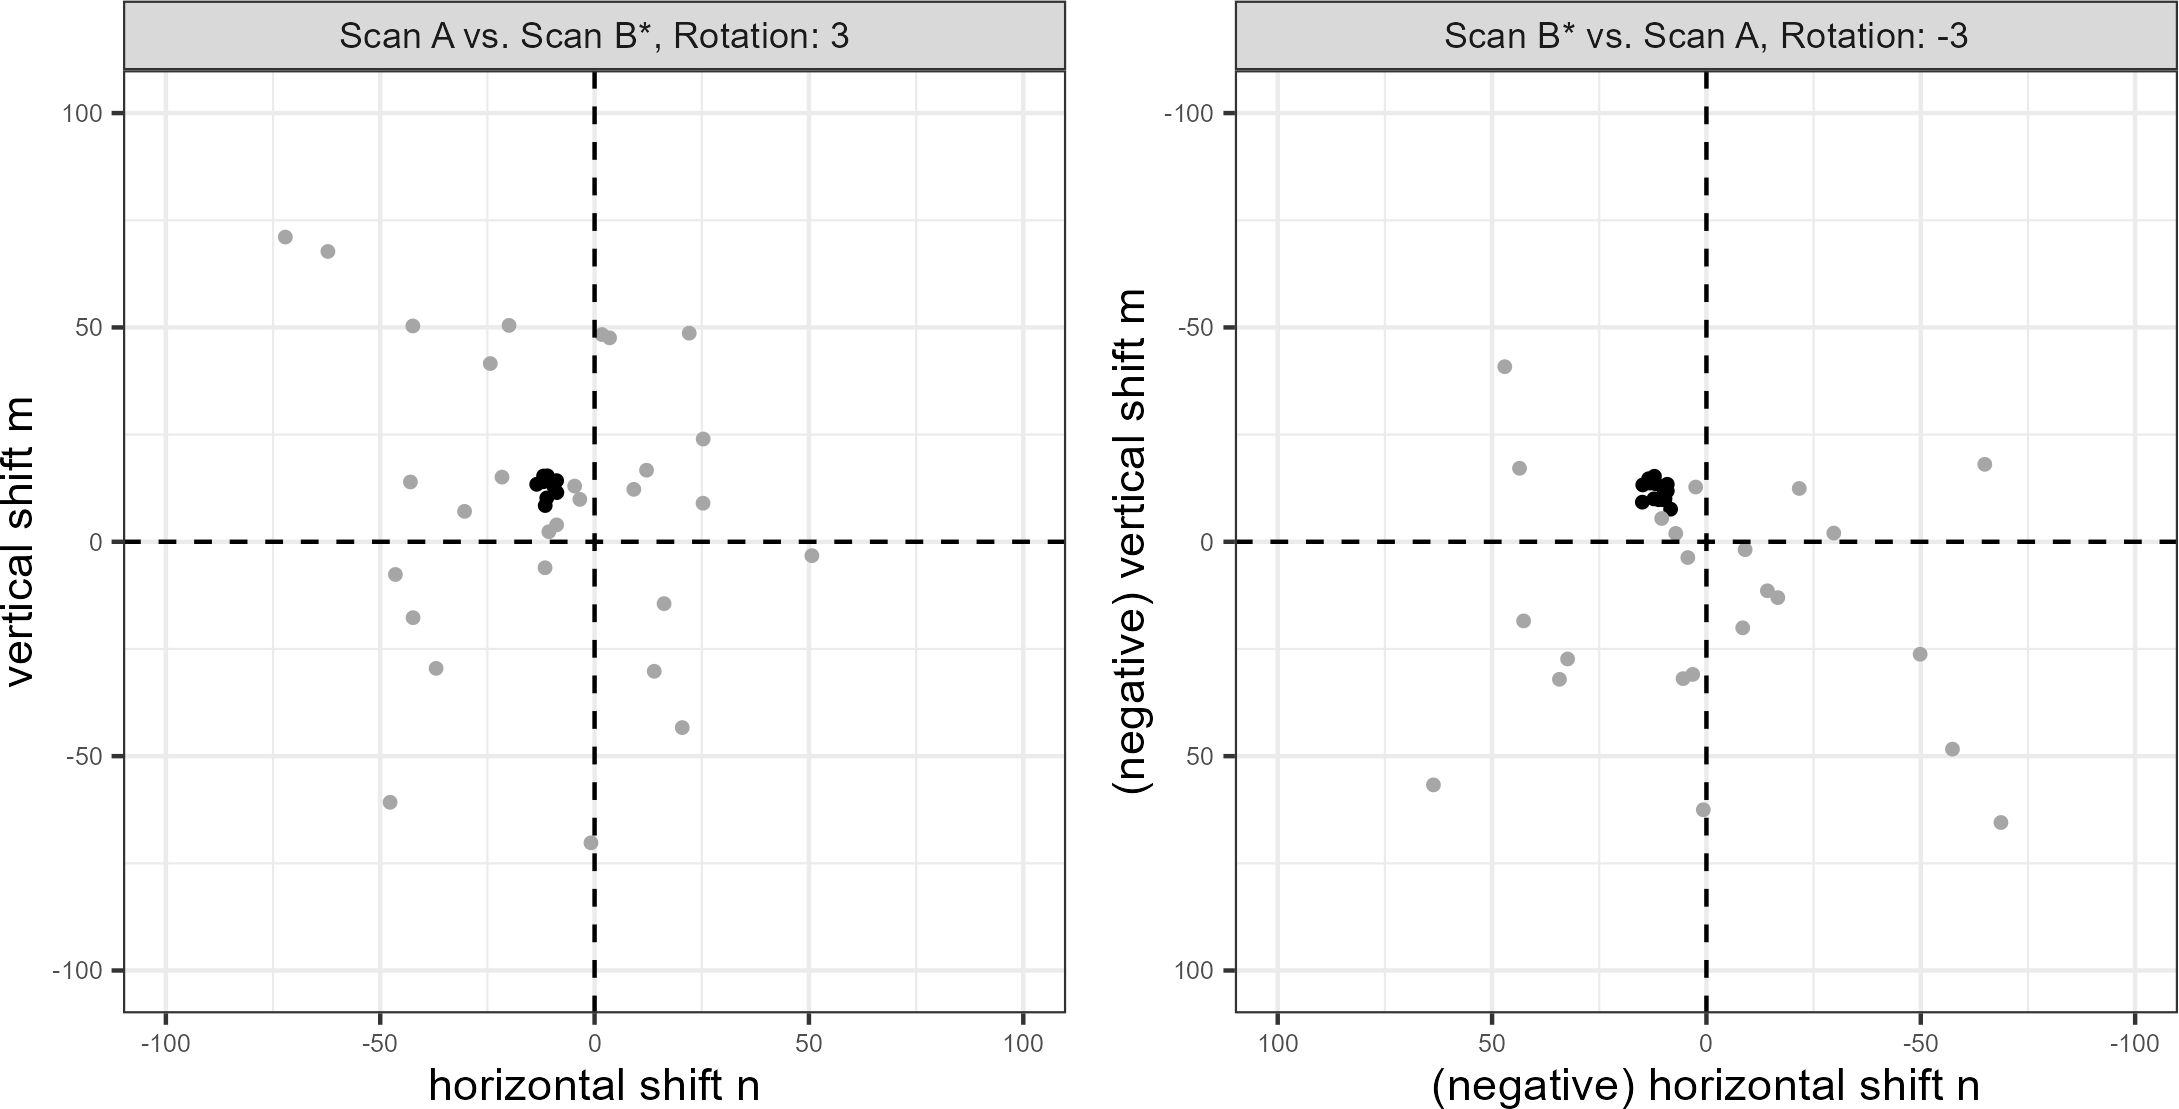 Scan A vs. Scan B*, Rotation: 3
vertical shift m
100
50
0
-50
-100
-100 -50 0 50 100
horizontal shift n
Scan B* vs. Scan A, Rotation: -3
(negative) vertical shift m
-100
-50
0
50
100
100 50 0 -50 -100
(negative) horizontal shift n